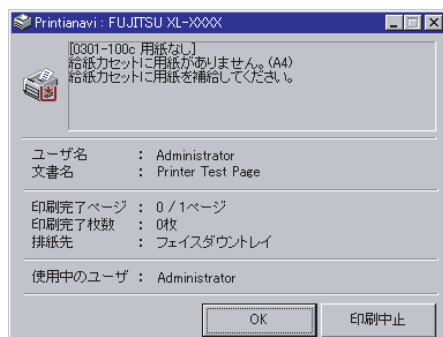 Printianavi : FUJITSU XL-XXXX
[0301-100c 用紙なし]
給紙カセットに用紙がありません。(A4)
給紙カセットに用紙を補給してください。
ユーザ名 : Administrator
文書名 : Printer Test Page
印刷完了ページ : 0 / 1ページ
印刷完了枚数 : 0枚
排紙先 : フェイスダウントレイ
使用中のユーザ : Administrator
OK 印刷中止